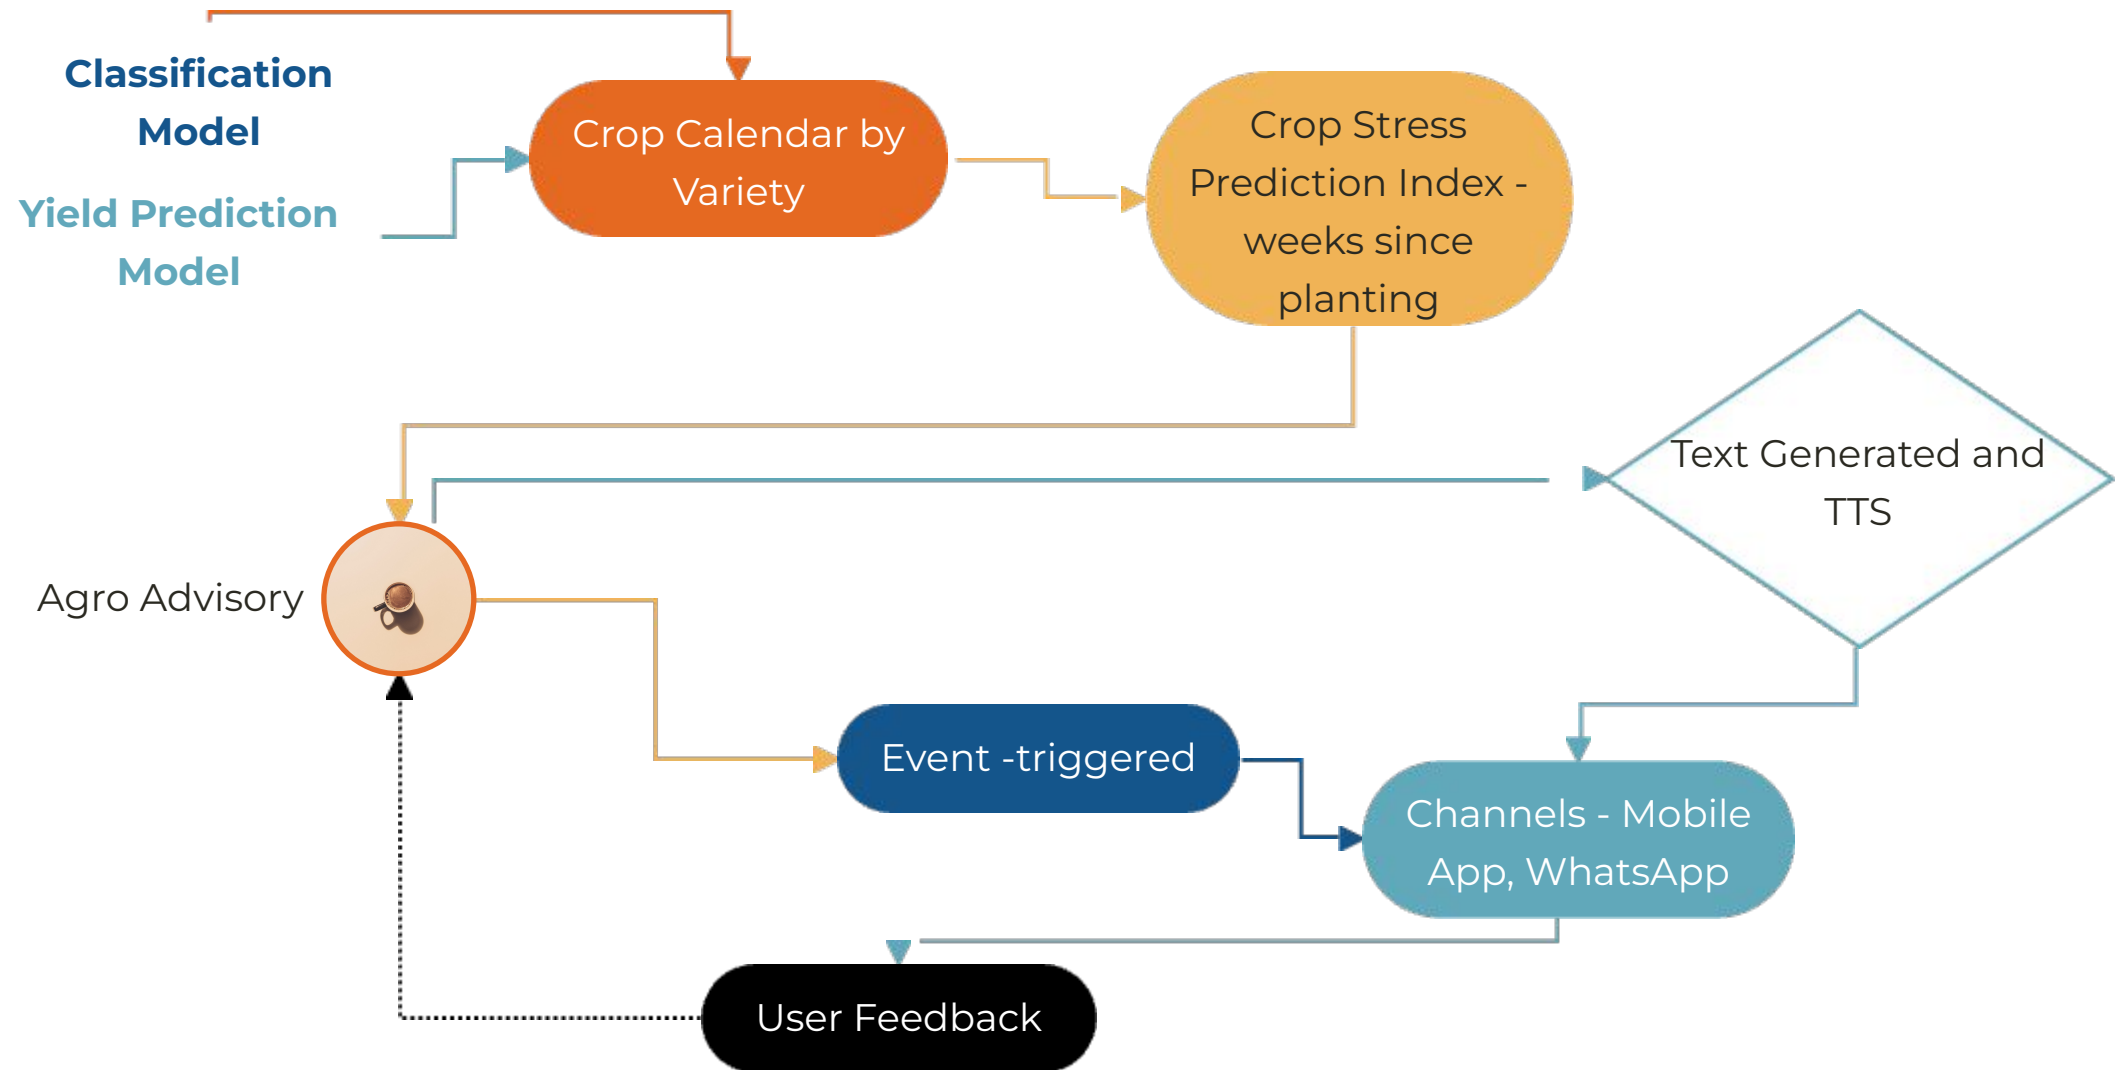 Classification
Model
Yield Prediction
Model
Crop Calendar by
Variety
Crop Stress
Prediction Index -
weeks since
planting
Text Generated and
TTS
Agro Advisory
Event -triggered
Channels - Mobile
App, WhatsApp
User Feedback